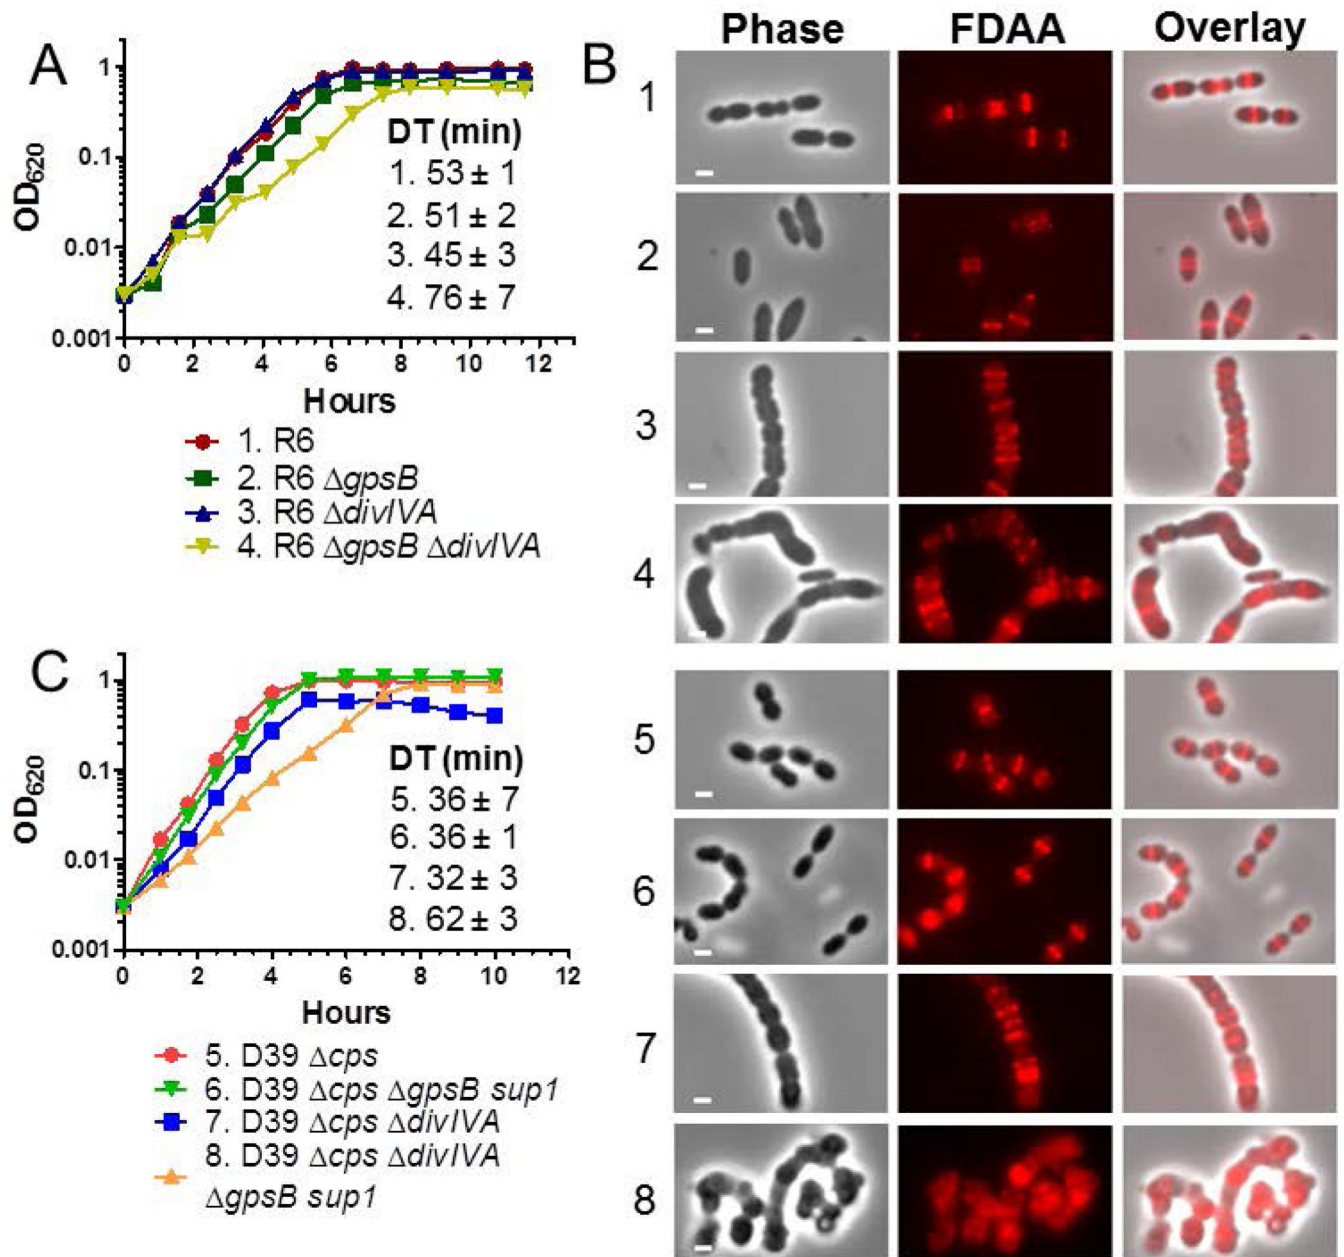 A
OD620
1
0.1
0.01
0.001
0 2 4 6 8 10 12
Hours
DT (min)
1. 53 ± 1
2. 51 ± 2
3. 45 ± 3
4. 76 ± 7
1. R6
2. R6 ΔgpsB
3. R6 ΔdivIVA
4. R6 ΔgpsB ΔdivIVA
B
Phase FDAA Overlay
1
2
3
4
5
6
7
8
C
OD620
1
0.1
0.01
0.001
0 2 4 6 8 10 12
Hours
DT (min)
5. 36 ± 7
6. 36 ± 1
7. 32 ± 3
8. 62 ± 3
5. D39 Δcps
6. D39 Δcps ΔgpsB sup1
7. D39 Δcps ΔdivIVA
8. D39 Δcps ΔdivIVA
ΔgpsB sup1